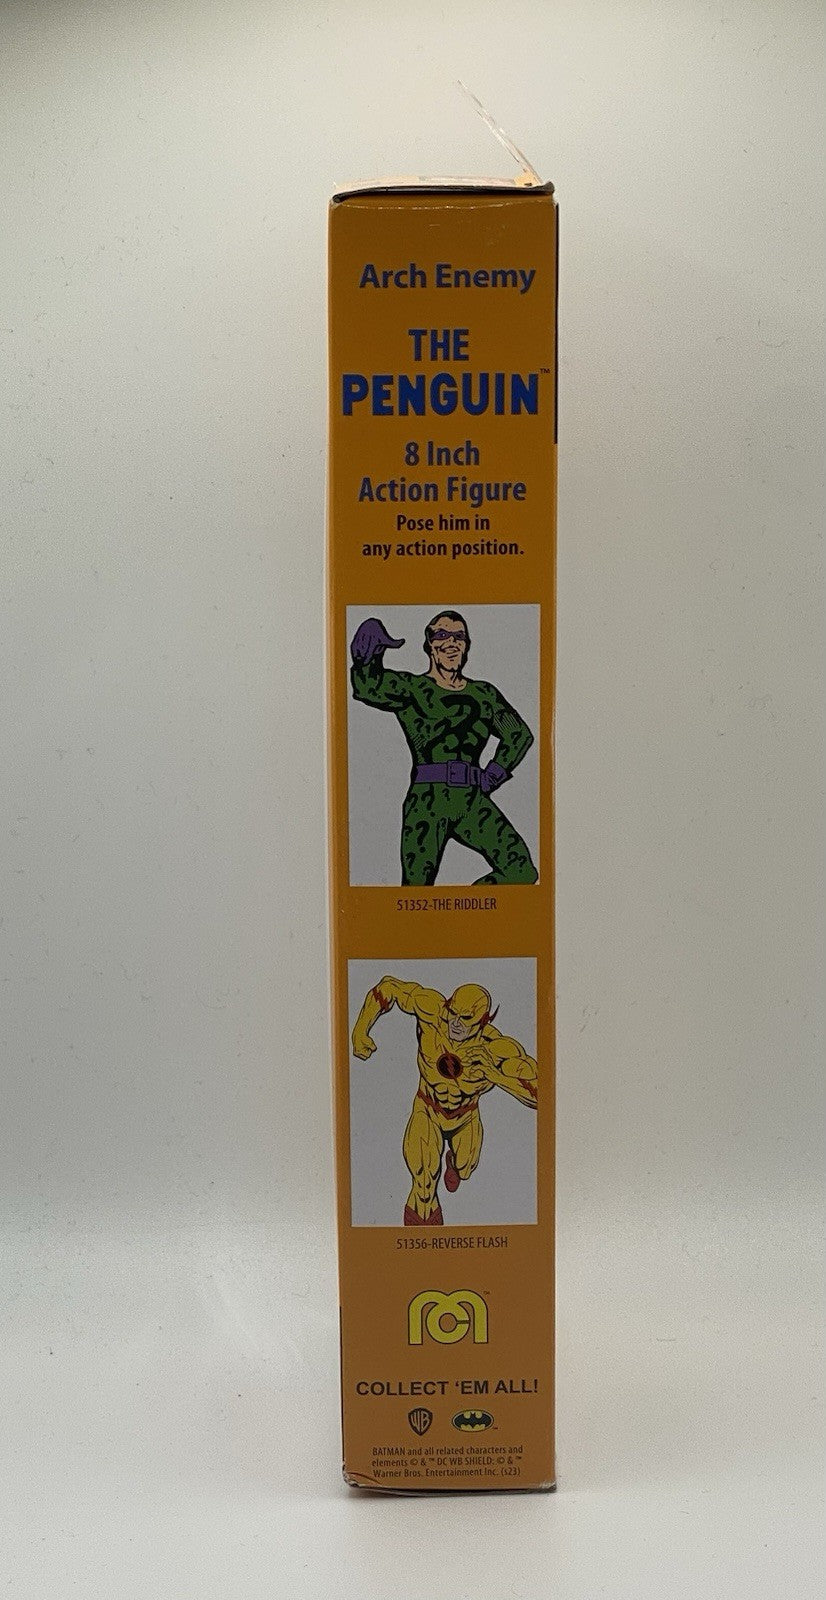 Arch Enemy
THE
PENGUIN™
8 Inch
Action Figure
Pose him in
any action position.
51352-THE RIDDLER
51356-REVERSE FLASH
COLLECT 'EM ALL!
WB
BATMAN and all related characters and
elements © & ™ DC WB SHIELD: © & ™
Warner Bros. Entertainment Inc. (s23)